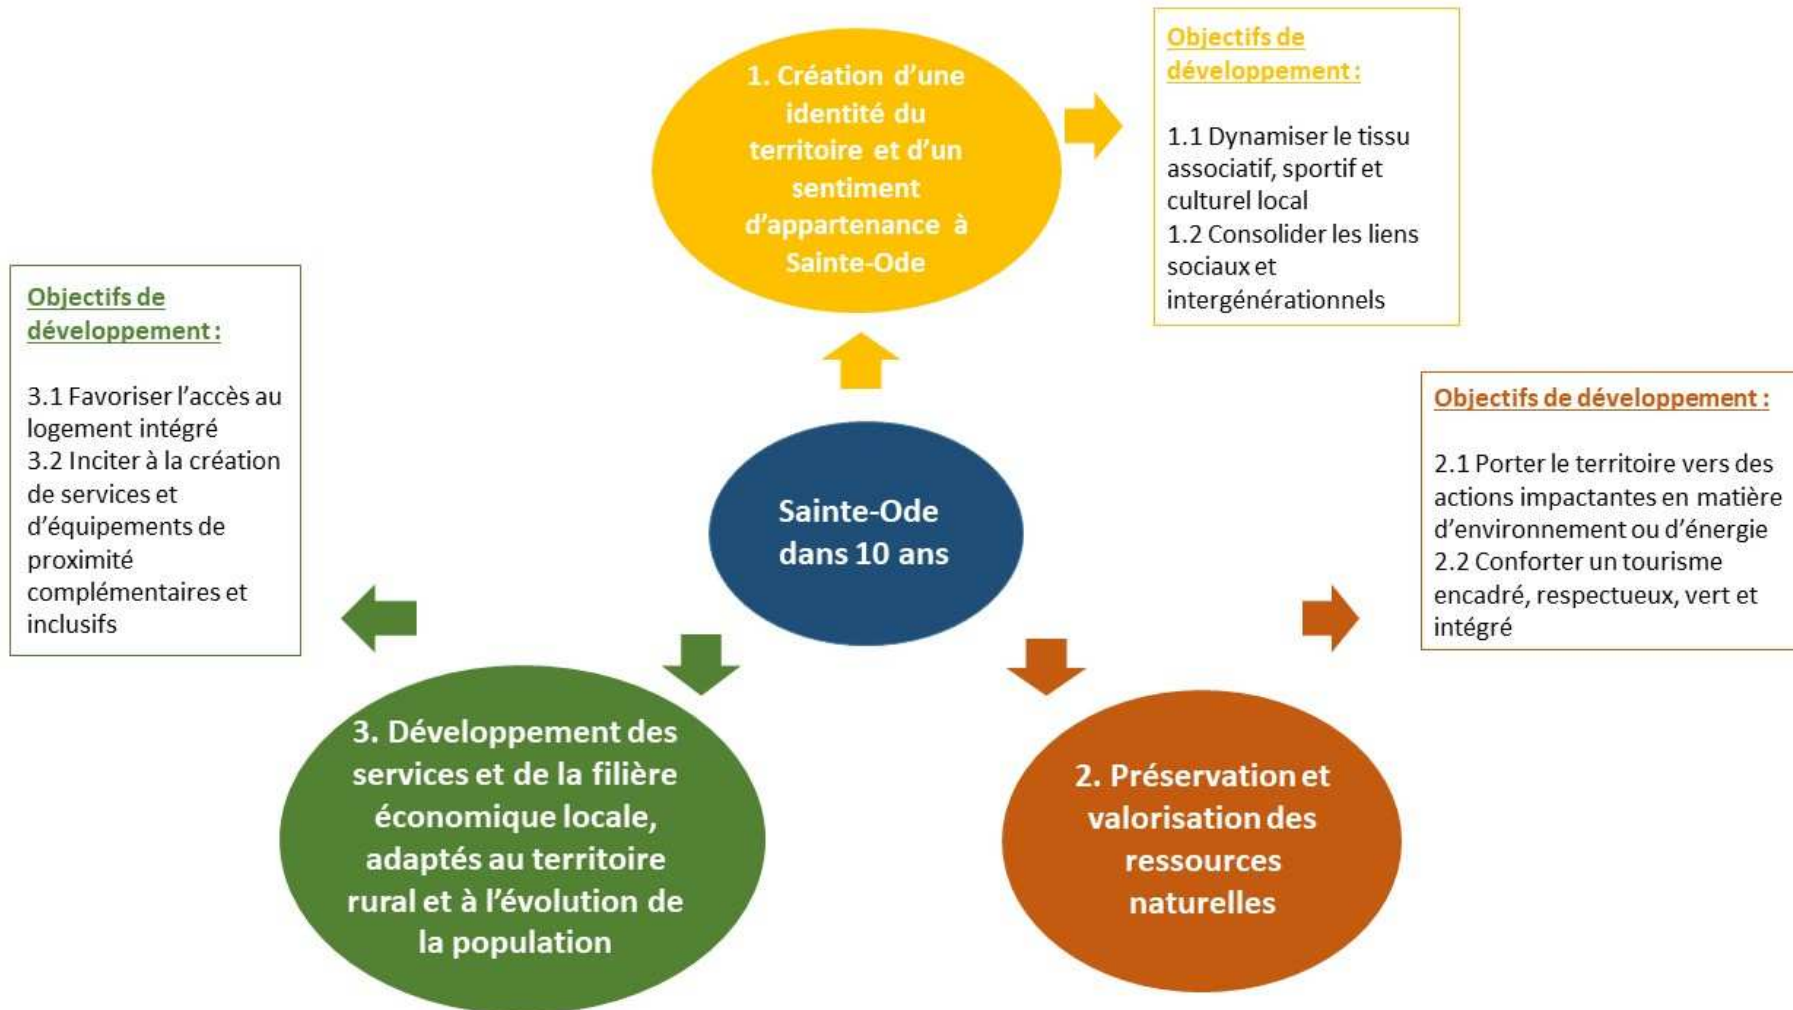 1. Création d'une
identité du
territoire et d'un
sentiment
d'appartenance à
Sainte-Ode
Objectifs de
développement :
1.1 Dynamiser le tissu
associatif, sportif et
culturel local
1.2 Consolider les liens
sociaux et
intergénérationnels
Objectifs de
développement :
3.1 Favoriser l'accès au
logement intégré
3.2 Inciter à la création
de services et
d'équipements de
proximité
complémentaires et
inclusifs
Sainte-Ode
dans 10 ans
Objectifs de développement :
2.1 Porter le territoire vers des
actions impactantes en matière
d'environnement ou d'énergie
2.2 Conforter un tourisme
encadré, respectueux, vert et
intégré
3. Développement des
services et de la filière
économique locale,
adaptés au territoire
rural et à l'évolution de
la population
2. Préservation et
valorisation des
ressources
naturelles